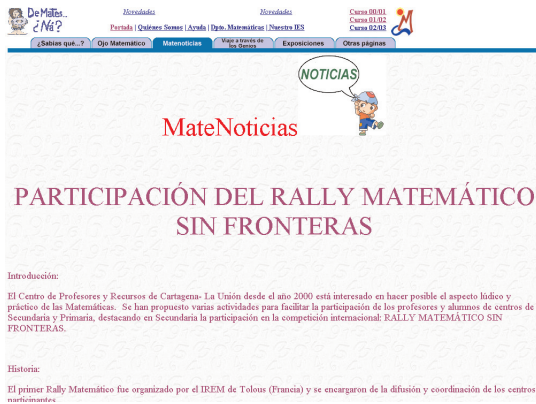 De Mates...
¿Ná?
Novedades
Novedades
Curso 00/01
Curso 01/02
Curso 02/03
Portada | Quiénes Somos | Ayuda | Dpto. Matemáticas | Nuestro IES
¿Sabías qué...?
Ojo Matemático
Matenoticias
Viaje a través de
los Genios
Exposiciones
Otras páginas
NOTICIAS
MateNoticias
PARTICIPACIÓN DEL RALLY MATEMÁTICO
SIN FRONTERAS
Introducción:
El Centro de Profesores y Recursos de Cartagena- La Unión desde el año 2000 está interesado en hacer posible el aspecto lúdico y
práctico de las Matemáticas. Se han propuesto varias actividades para facilitar la participación de los profesores y alumnos de centros de
Secundaria y Primaria, destacando en Secundaria la participación en la competición internacional: RALLY MATEMÁTICO SIN
FRONTERAS.
Historia:
El primer Rally Matemático fue organizado por el IREM de Tolous (Francia) y se encargaron de la difusión y coordinación de los centros
participantes